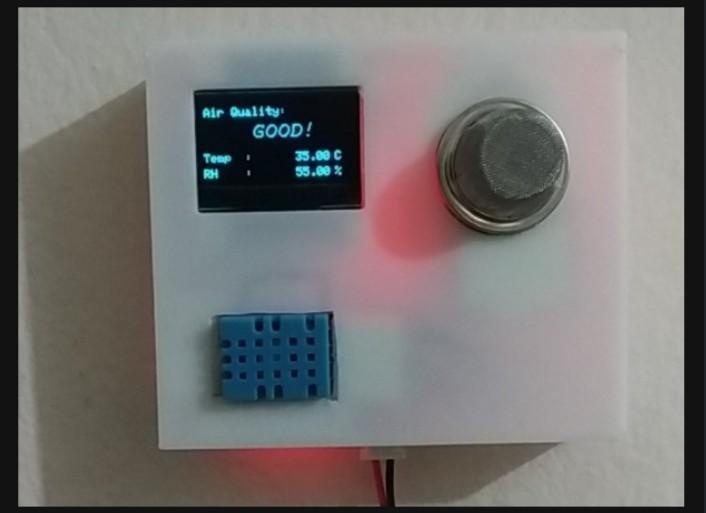 Air Quality:
GOOD!
Temp : 35.00 C
RH : 55.00 %